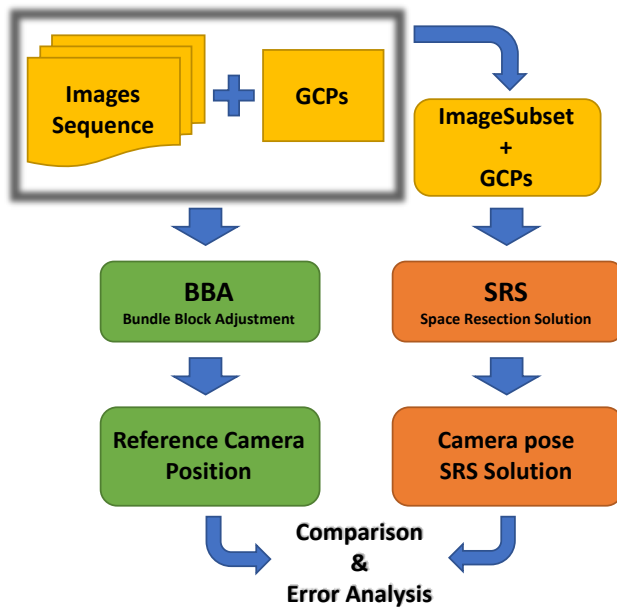 Images
Sequence
GCPs
ImageSubset
+
GCPs
BBA
Bundle Block Adjustment
SRS
Space Resection Solution
Reference Camera
Position
Camera pose
SRS Solution
Comparison
&
Error Analysis